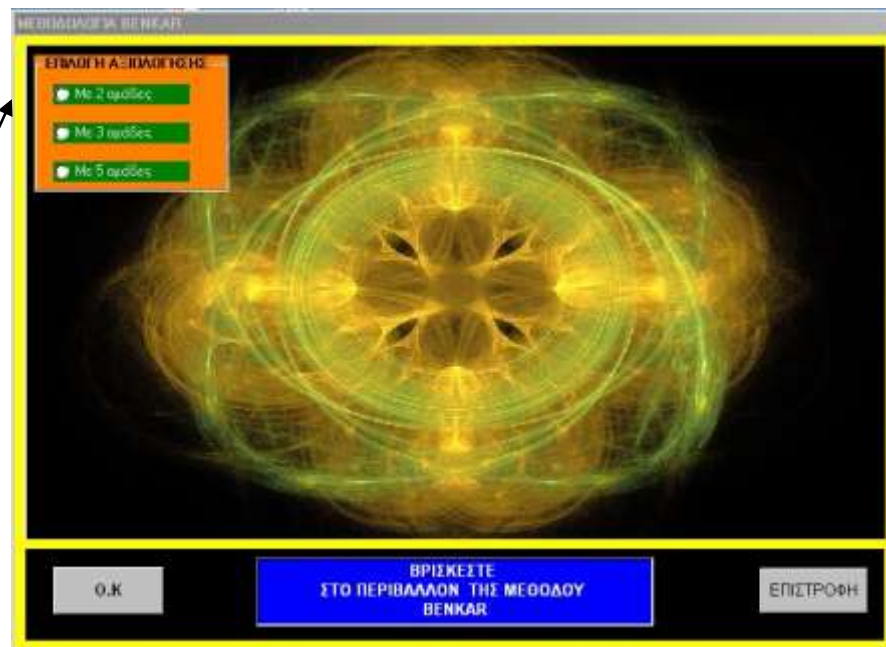 ΜΕΘΟΔΟΛΟΓΙΑ BENKAR
ΕΠΙΛΟΓΗ ΑΞΙΟΛΟΓΗΣΗΣ
Με 2 ομάδες
Με 3 ομάδες
Με 5 ομάδες
Ο.Κ
ΒΡΙΣΚΕΣΤΕ
ΣΤΟ ΠΕΡΙΒΑΛΛΟΝ ΤΗΣ ΜΕΘΟΔΟΥ
BENKAR
ΕΠΙΣΤΡΟΦΗ